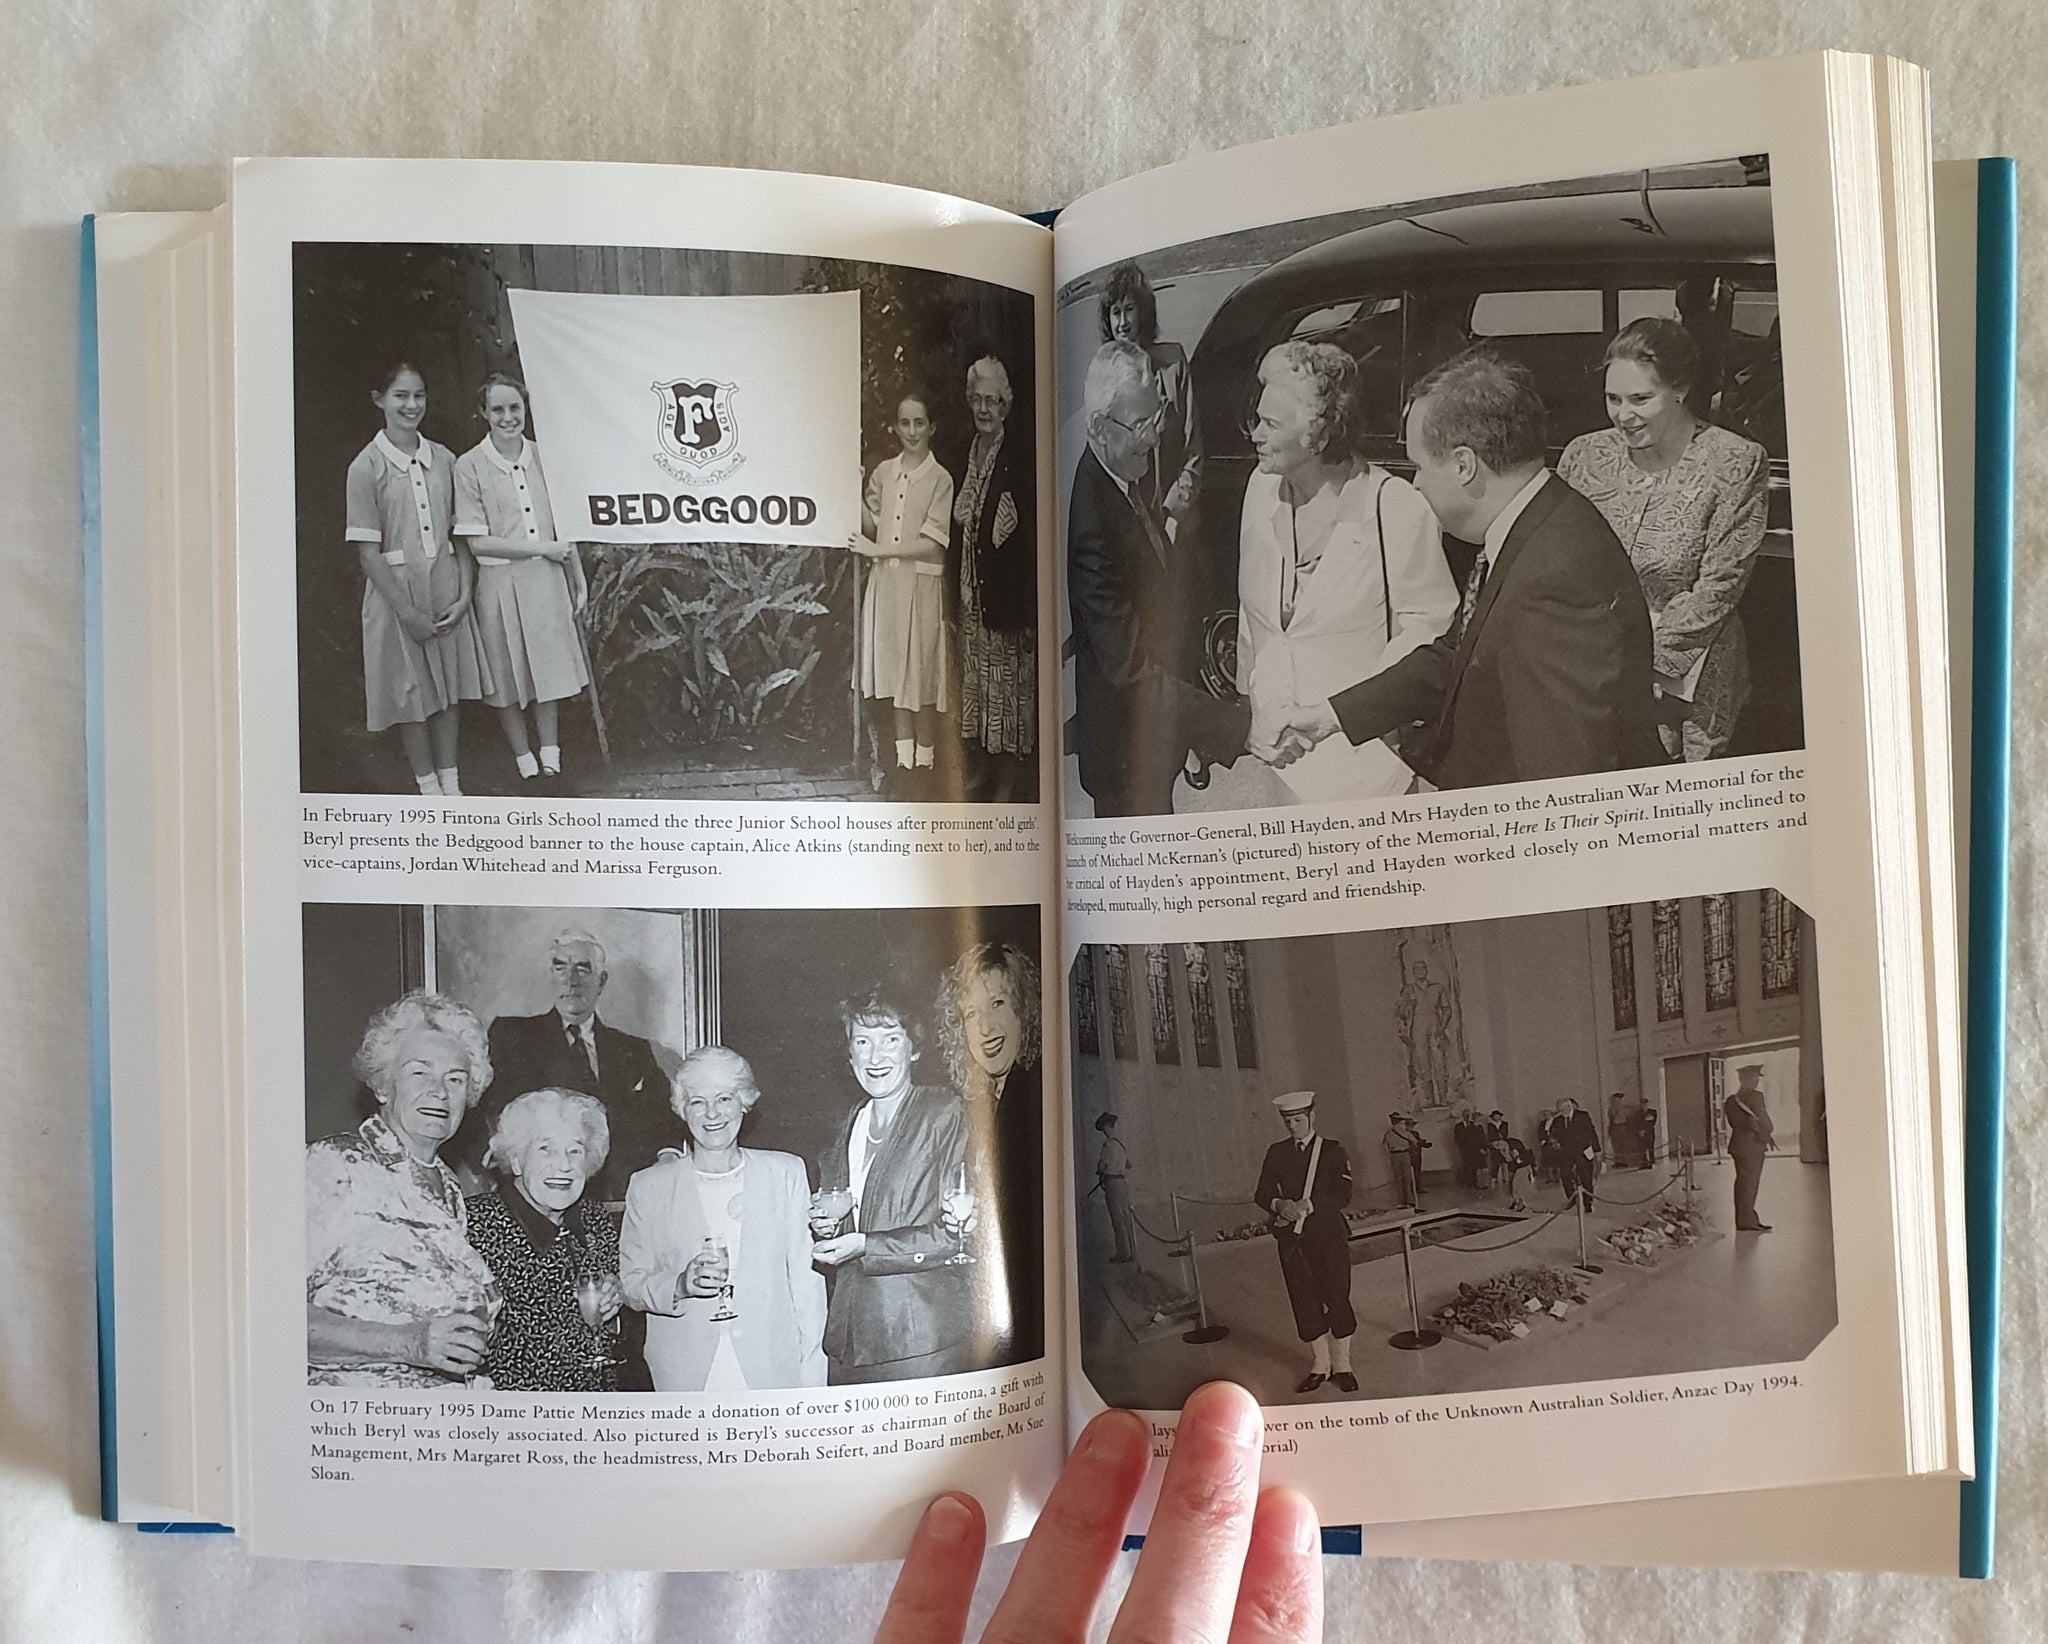 AGE QUOD AGIS
F
BEDGGOOD
In February 1995 Fintona Girls School named the three Junior School houses after prominent 'old girls'.
Beryl presents the Bedggood banner to the house captain, Alice Atkins (standing next to her), and to the
vice-captains, Jordan Whitehead and Marissa Ferguson.
On 17 February 1995 Dame Pattie Menzies made a donation of over $100 000 to Fintona, a gift with
which Beryl was closely associated. Also pictured is Beryl's successor as chairman of the Board of
Management, Mrs Margaret Ross, the headmistress, Mrs Deborah Seifert, and Board member, Ms Sue
Sloan.
Welcoming the Governor-General, Bill Hayden, and Mrs Hayden to the Australian War Memorial for the
launch of Michael McKernan's (pictured) history of the Memorial, Here Is Their Spirit. Initially inclined to
be critical of Hayden's appointment, Beryl and Hayden worked closely on Memorial matters and
developed, mutually, high personal regard and friendship.
lays wer on the tomb of the Unknown Australian Soldier, Anzac Day 1994.
orial)